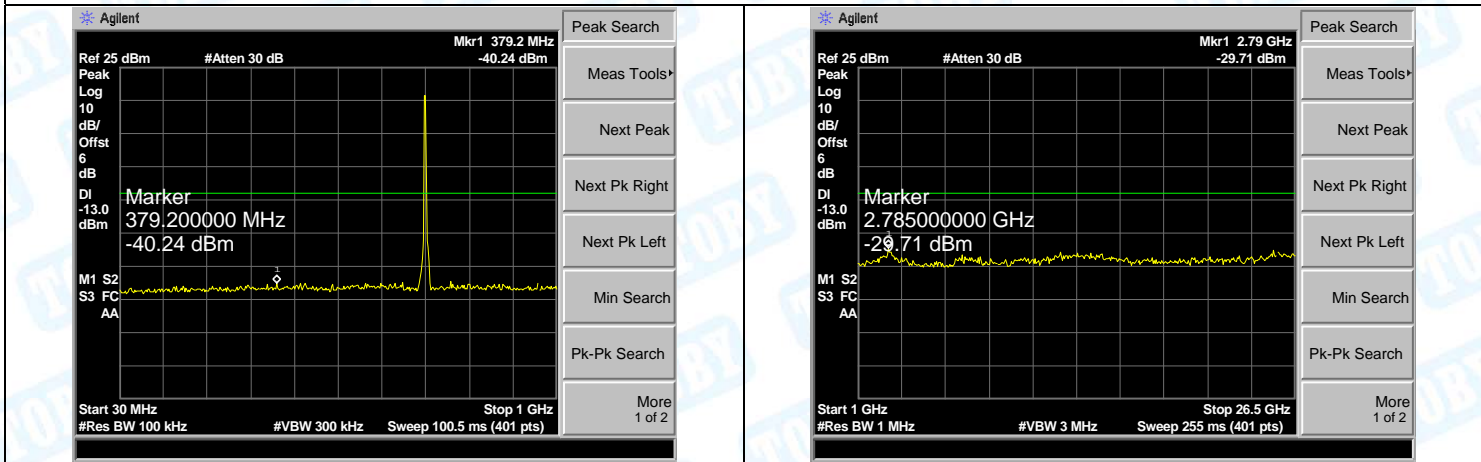 Agilent
Peak Search
Mkr1 379.2 MHz
Ref 25 dBm #Atten 30 dB -40.24 dBm
Peak
Log
10
dB/
Offst
6
dB
DI
-13.0
dBm
Marker
379.200000 MHz
-40.24 dBm
1
M1 S2
S3 FC
AA
Start 30 MHz Stop 1 GHz
#Res BW 100 kHz #VBW 300 kHz Sweep 100.5 ms (401 pts)
Meas Tools
Next Peak
Next Pk Right
Next Pk Left
Min Search
Pk-Pk Search
More
1 of 2
Agilent
Peak Search
Mkr1 2.79 GHz
Ref 25 dBm #Atten 30 dB -29.71 dBm
Peak
Log
10
dB/
Offst
6
dB
DI
-13.0
dBm
Marker
2.785000000 GHz
-29.71 dBm
1
M1 S2
S3 FC
AA
Start 1 GHz Stop 26.5 GHz
#Res BW 1 MHz #VBW 3 MHz Sweep 255 ms (401 pts)
Meas Tools
Next Peak
Next Pk Right
Next Pk Left
Min Search
Pk-Pk Search
More
1 of 2
TOBY